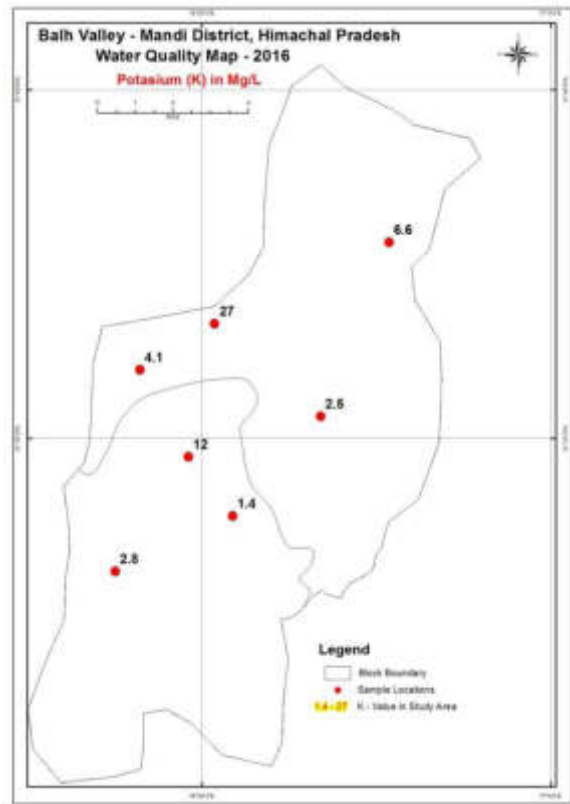 Balh Valley - Mandi District, Himachal Pradesh
Water Quality Map - 2016
Potasium (K) in Mg/L
6.6
27
4.1
2.5
12
1.4
2.8
Legend
Block Boundary
Sample Locations
1.4 - 27 K - Value in Study Area